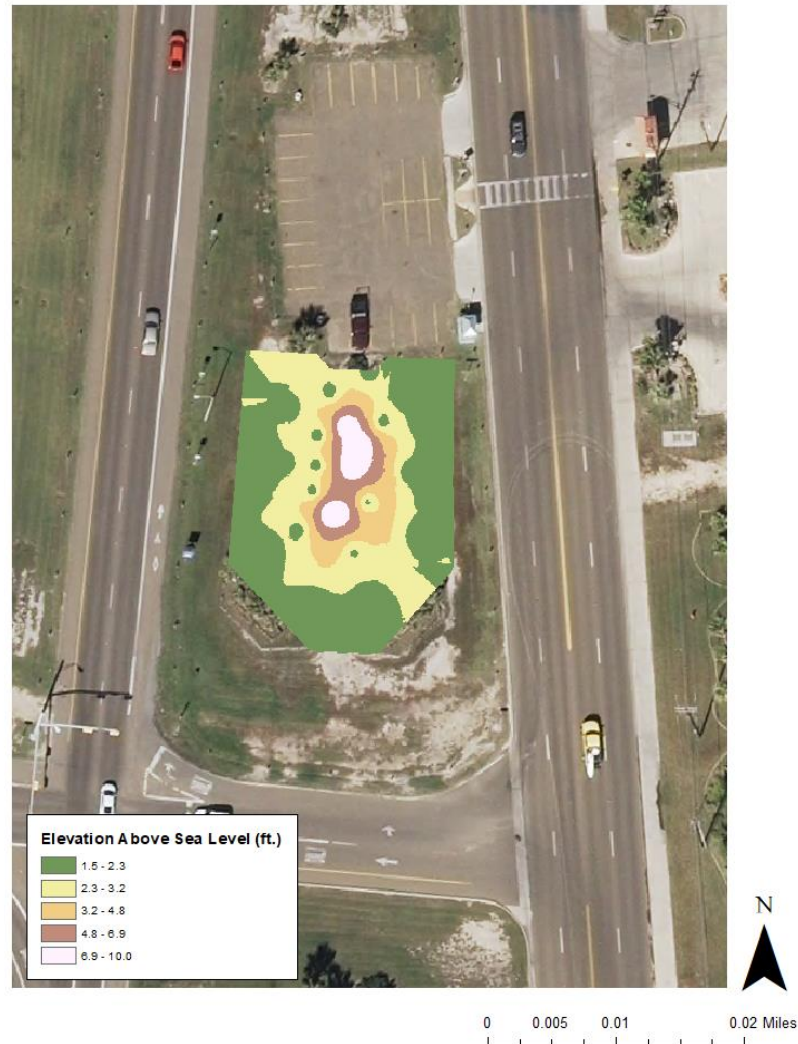 Elevation Above Sea Level (ft.)
1.5 - 2.3
2.3 - 3.2
3.2 - 4.8
4.8 - 6.9
6.9 - 10.0
N
0 0.005 0.01 0.02 Miles